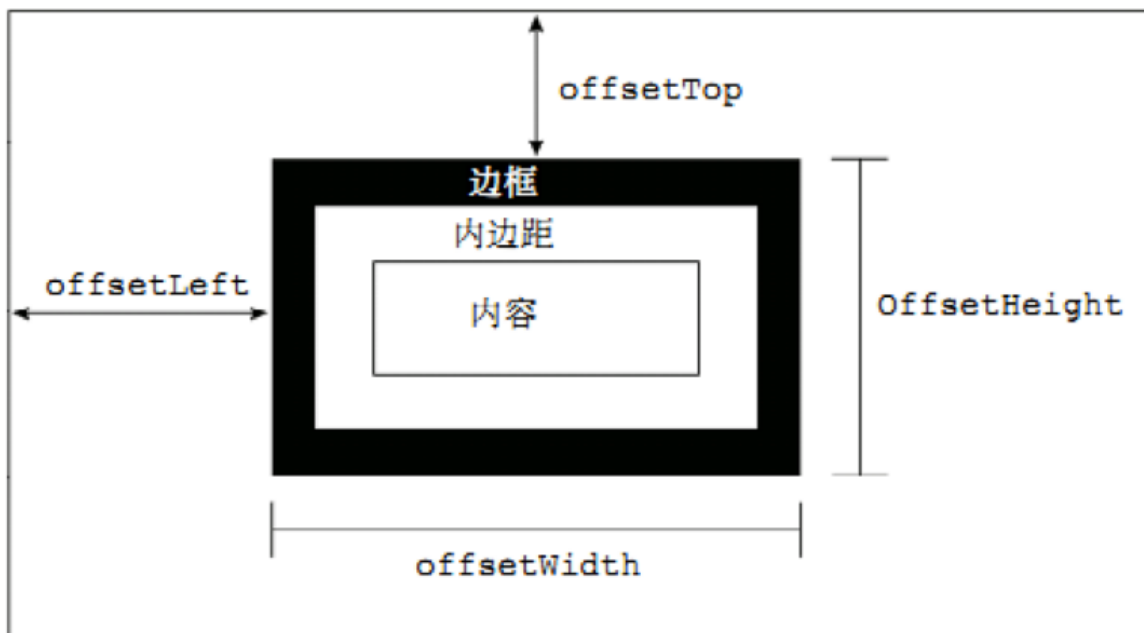 offsetTop
边框
内边距
offsetLeft
内容
OffsetHeight
offsetWidth